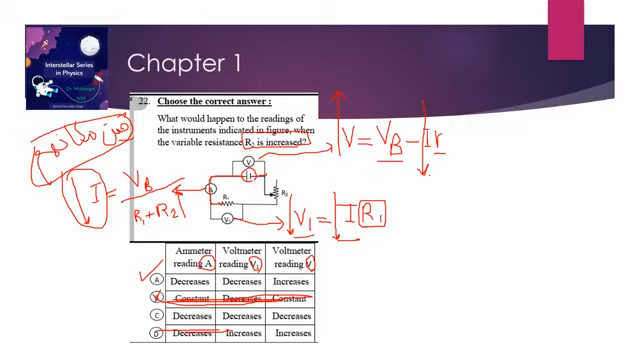 Interstellar Series
in Physics
Chapter 1
22. Choose the correct answer :
What would happen to the readings of
the instruments indicated in figure, when
the variable resistance R2 is increased?
V = VB - Ir
I = VB
R1 + R2
V
A
R1
R2
V1
V1 = I R1
Ammeter reading A
Voltmeter reading V1
Voltmeter reading V
A Decreases Decreases Increases
B Constant Decreases Constant
C Decreases Decreases Decreases
D Decreases Increases Increases